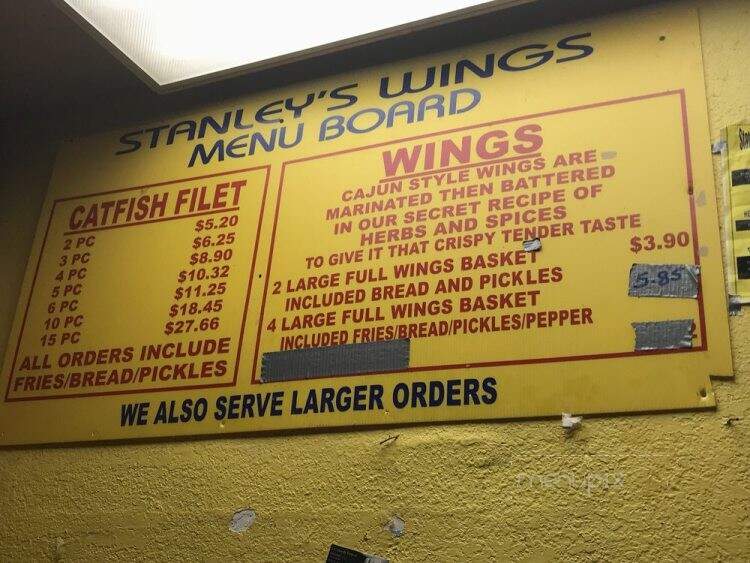 STANLEY'S WINGS
MENU BOARD
CATFISH FILET
2 PC $5.20
3 PC $6.25
4 PC $8.90
5 PC $10.32
6 PC $11.25
10 PC $18.45
15 PC $27.66
ALL ORDERS INCLUDE
FRIES/BREAD/PICKLES
WINGS
CAJUN STYLE WINGS ARE
MARINATED THEN BATTERED
IN OUR SECRET RECIPE OF
HERBS AND SPICES
TO GIVE IT THAT CRISPY TENDER TASTE
2 LARGE FULL WINGS BASKET $3.90
INCLUDED BREAD AND PICKLES
4 LARGE FULL WINGS BASKET 5.85
INCLUDED FRIES/BREAD/PICKLES/PEPPER
WE ALSO SERVE LARGER ORDERS
menupix